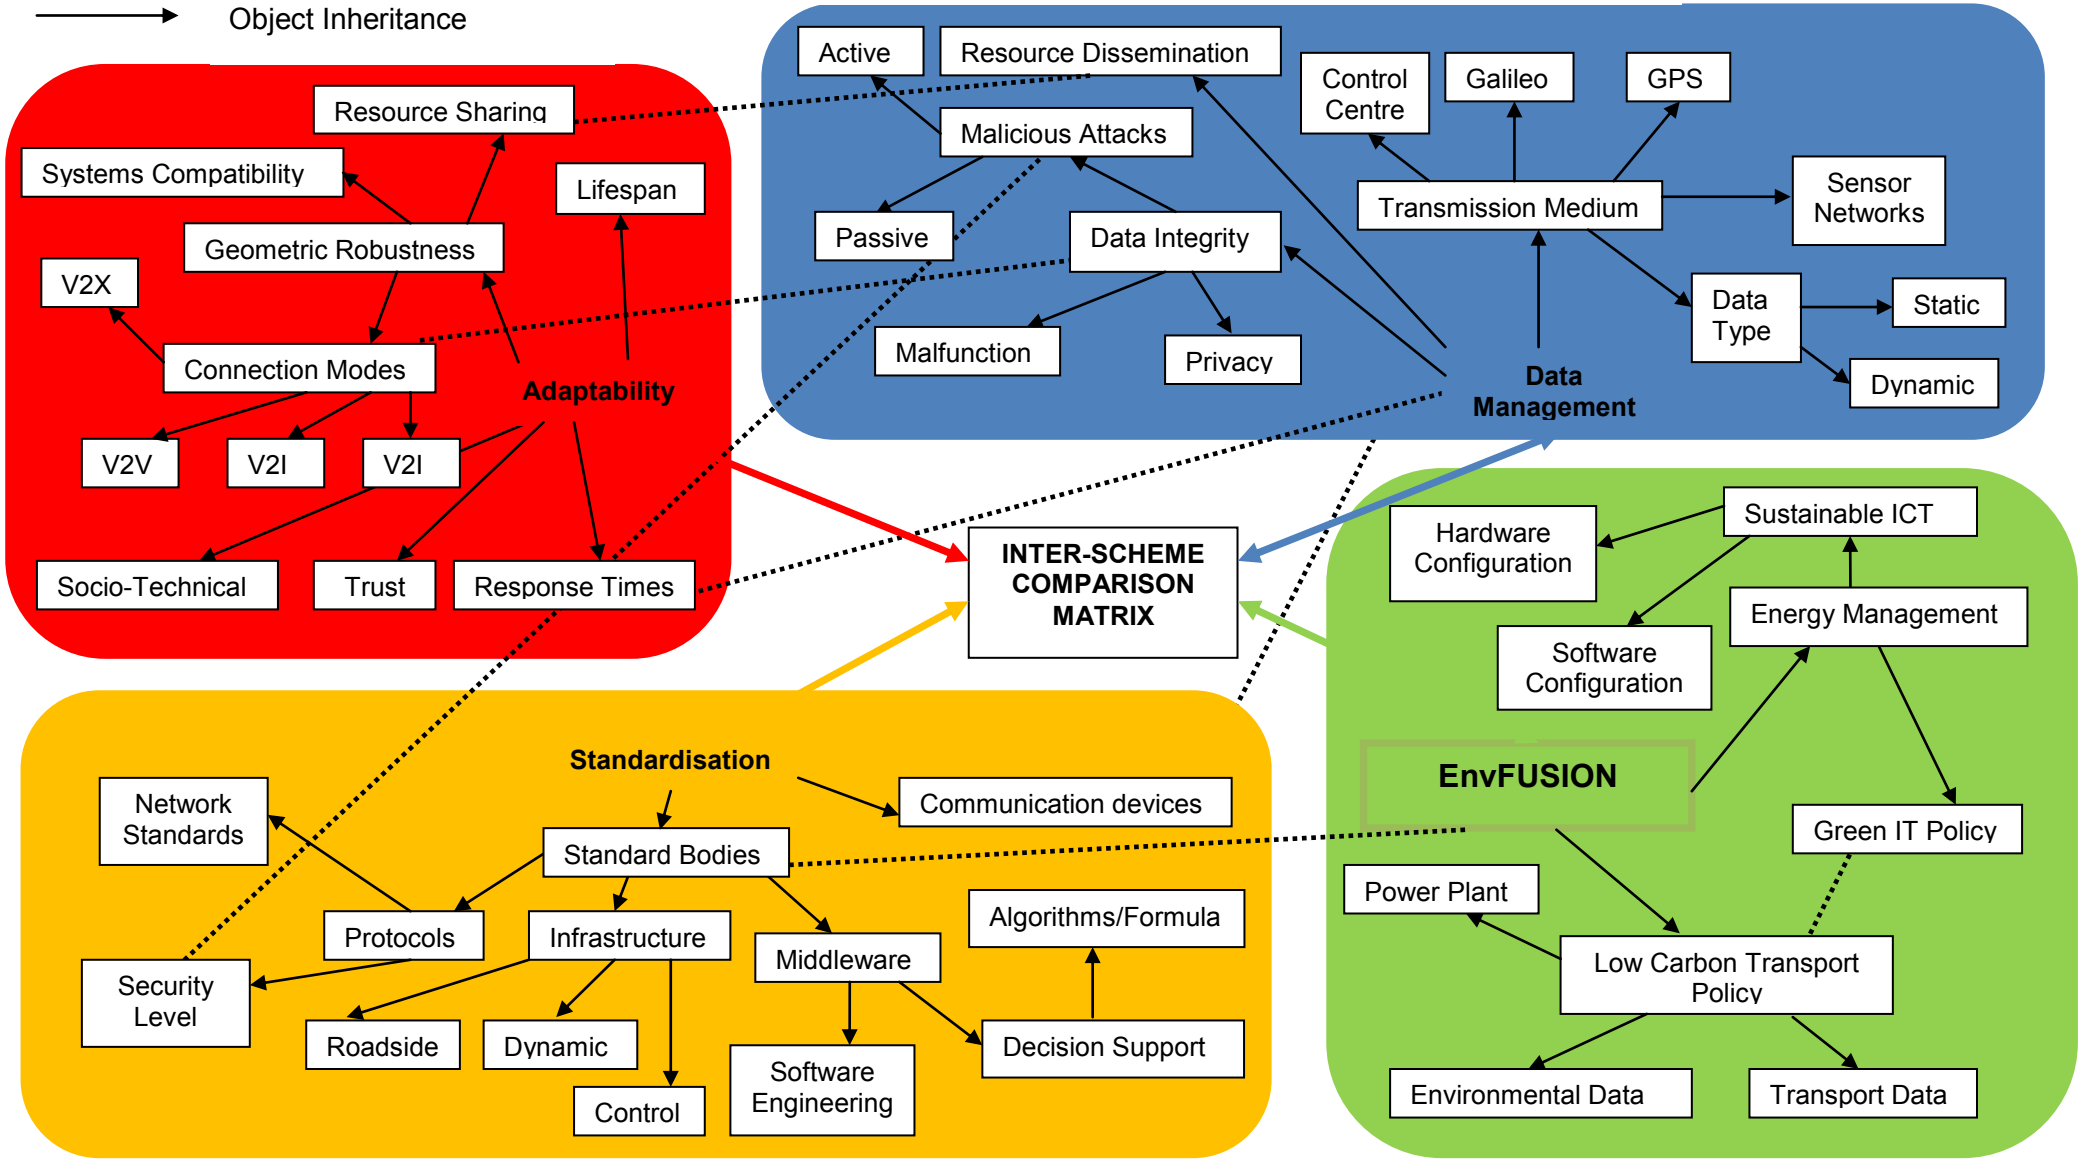 Object Inheritance
Resource Sharing
Systems Compatibility
Lifespan
Geometric Robustness
V2X
Connection Modes
Adaptability
V2V
V2I
V2I
Socio-Technical
Trust
Response Times
Active
Resource Dissemination
Control
Centre
Galileo
GPS
Malicious Attacks
Sensor
Networks
Transmission Medium
Passive
Data Integrity
Data
Type
Static
Malfunction
Privacy
Dynamic
Data
Management
INTER-SCHEME
COMPARISON
MATRIX
Hardware
Configuration
Sustainable ICT
Energy Management
Software
Configuration
EnvFUSION
Green IT Policy
Power Plant
Low Carbon Transport
Policy
Environmental Data
Transport Data
Standardisation
Network
Standards
Communication devices
Standard Bodies
Protocols
Infrastructure
Algorithms/Formula
Middleware
Security
Level
Roadside
Dynamic
Decision Support
Control
Software
Engineering